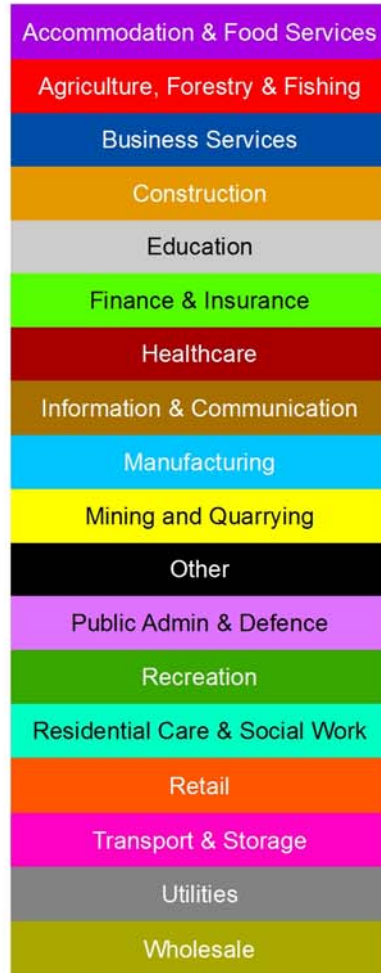 Accommodation & Food Services
Agriculture, Forestry & Fishing
Business Services
Construction
Education
Finance & Insurance
Healthcare
Information & Communication
Manufacturing
Mining and Quarrying
Other
Public Admin & Defence
Recreation
Residential Care & Social Work
Retail
Transport & Storage
Utilities
Wholesale